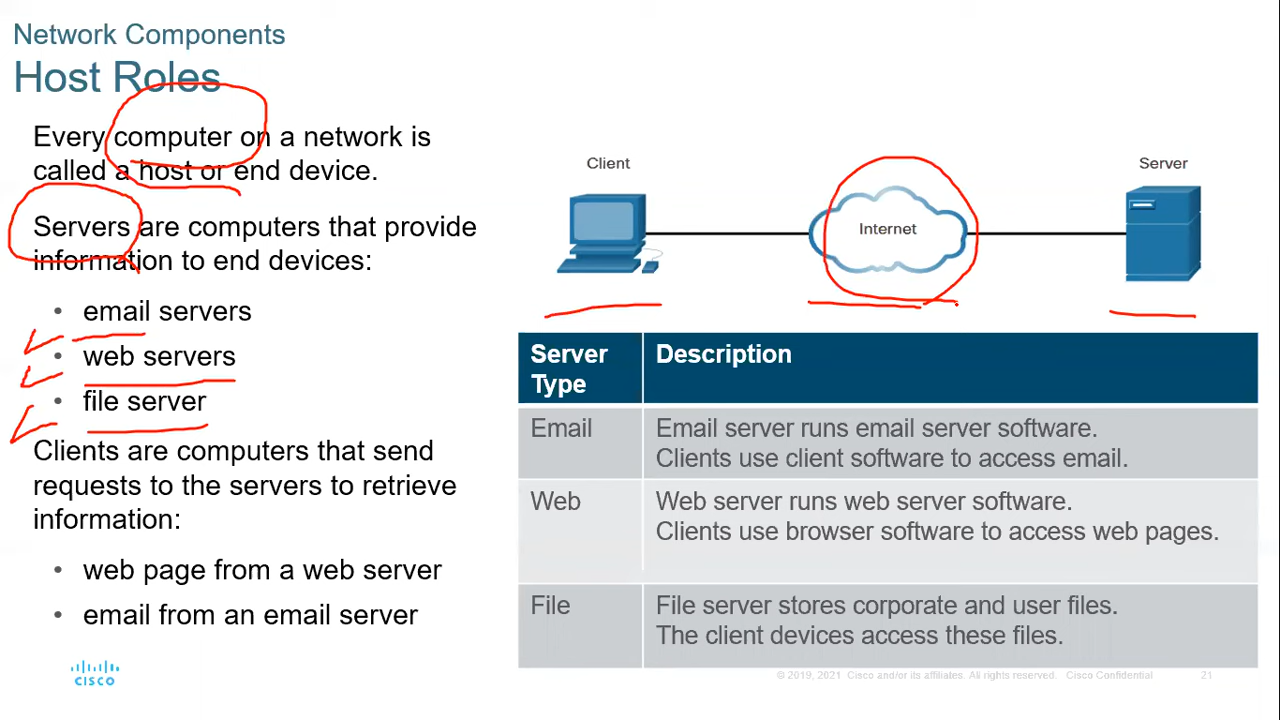 Network Components
Host Roles
Every computer on a network is
called a host or end device.
Servers are computers that provide
information to end devices:
• email servers
• web servers
• file server
Clients are computers that send
requests to the servers to retrieve
information:
• web page from a web server
• email from an email server
Client
Internet
Server
Server Type
Description
Email
Email server runs email server software.
Clients use client software to access email.
Web
Web server runs web server software.
Clients use browser software to access web pages.
File
File server stores corporate and user files.
The client devices access these files.
CISCO
© 2019, 2021 Cisco and/or its affiliates. All rights reserved. Cisco Confidential
21